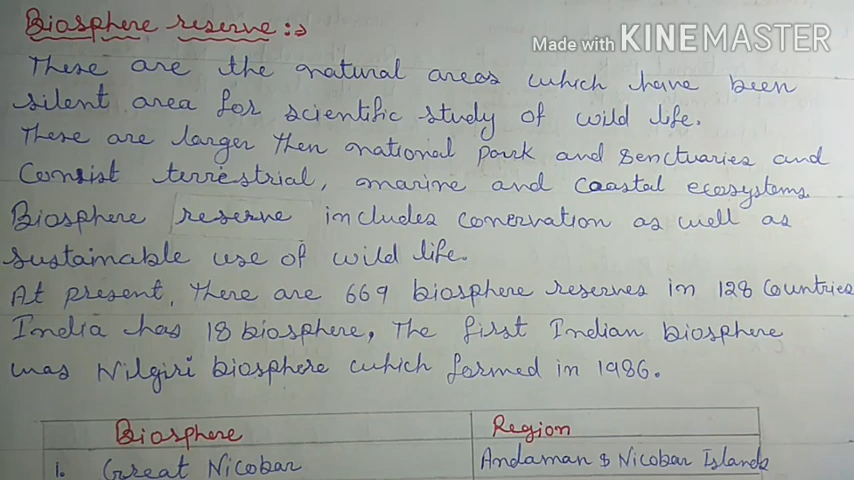 Biosphere reserve :→
Made with KINEMASTER
These are the natural areas which have been
silent area for scientific study of wild life.
These are larger then national park and senctuaries and
Consist terrestrial, marine and Coastal ecosystems
Biosphere reserve includes conervation as well as
sustainable use of wild life.
At present, there are 669 biosphere reserves in 128 Countries
India has 18 biosphere, The first Indian biosphere
was Nilgiri biosphere which formed in 1986.
Biosphere Region
1. Great Nicobar Andaman & Nicobar Islands